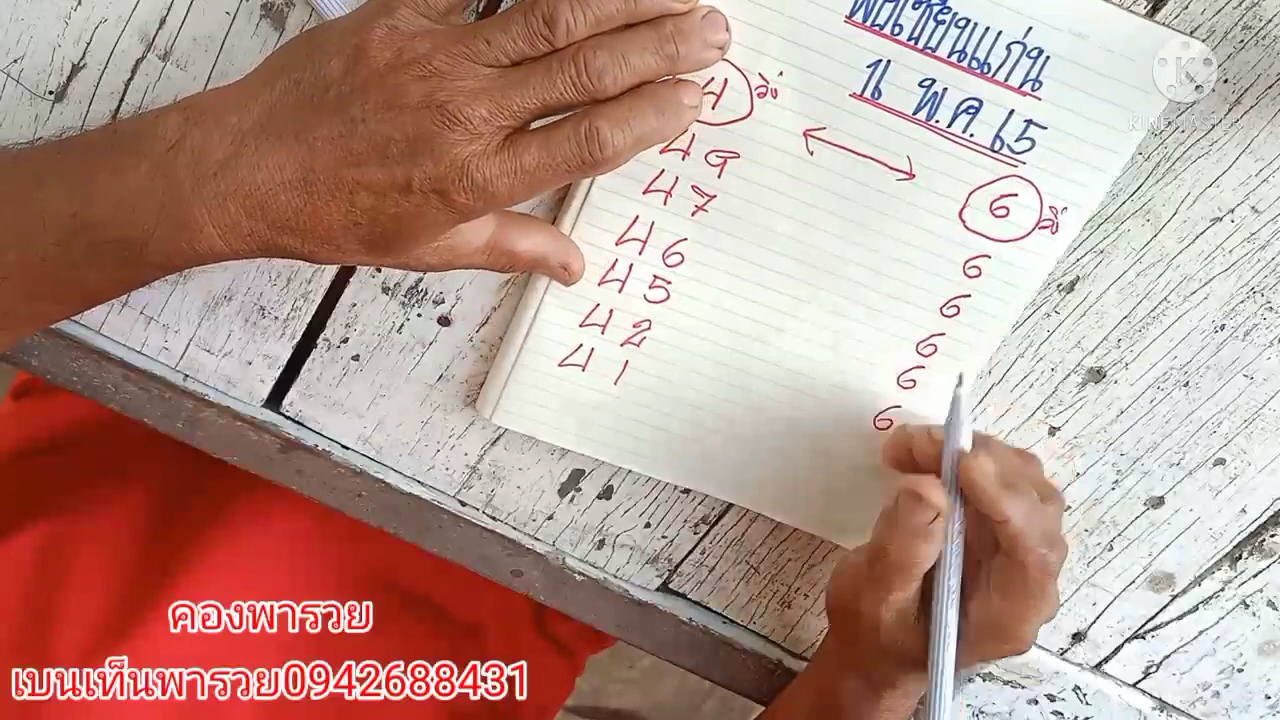 พ่อเซียนแก่น
16 พ.ค. 65
4 วิ่ง
49
47
46
45
42
41
6 วิ่ง
6
6
6
6
6
KINEMASTER
คองพารวย
เบนเท็นพารวย0942688431